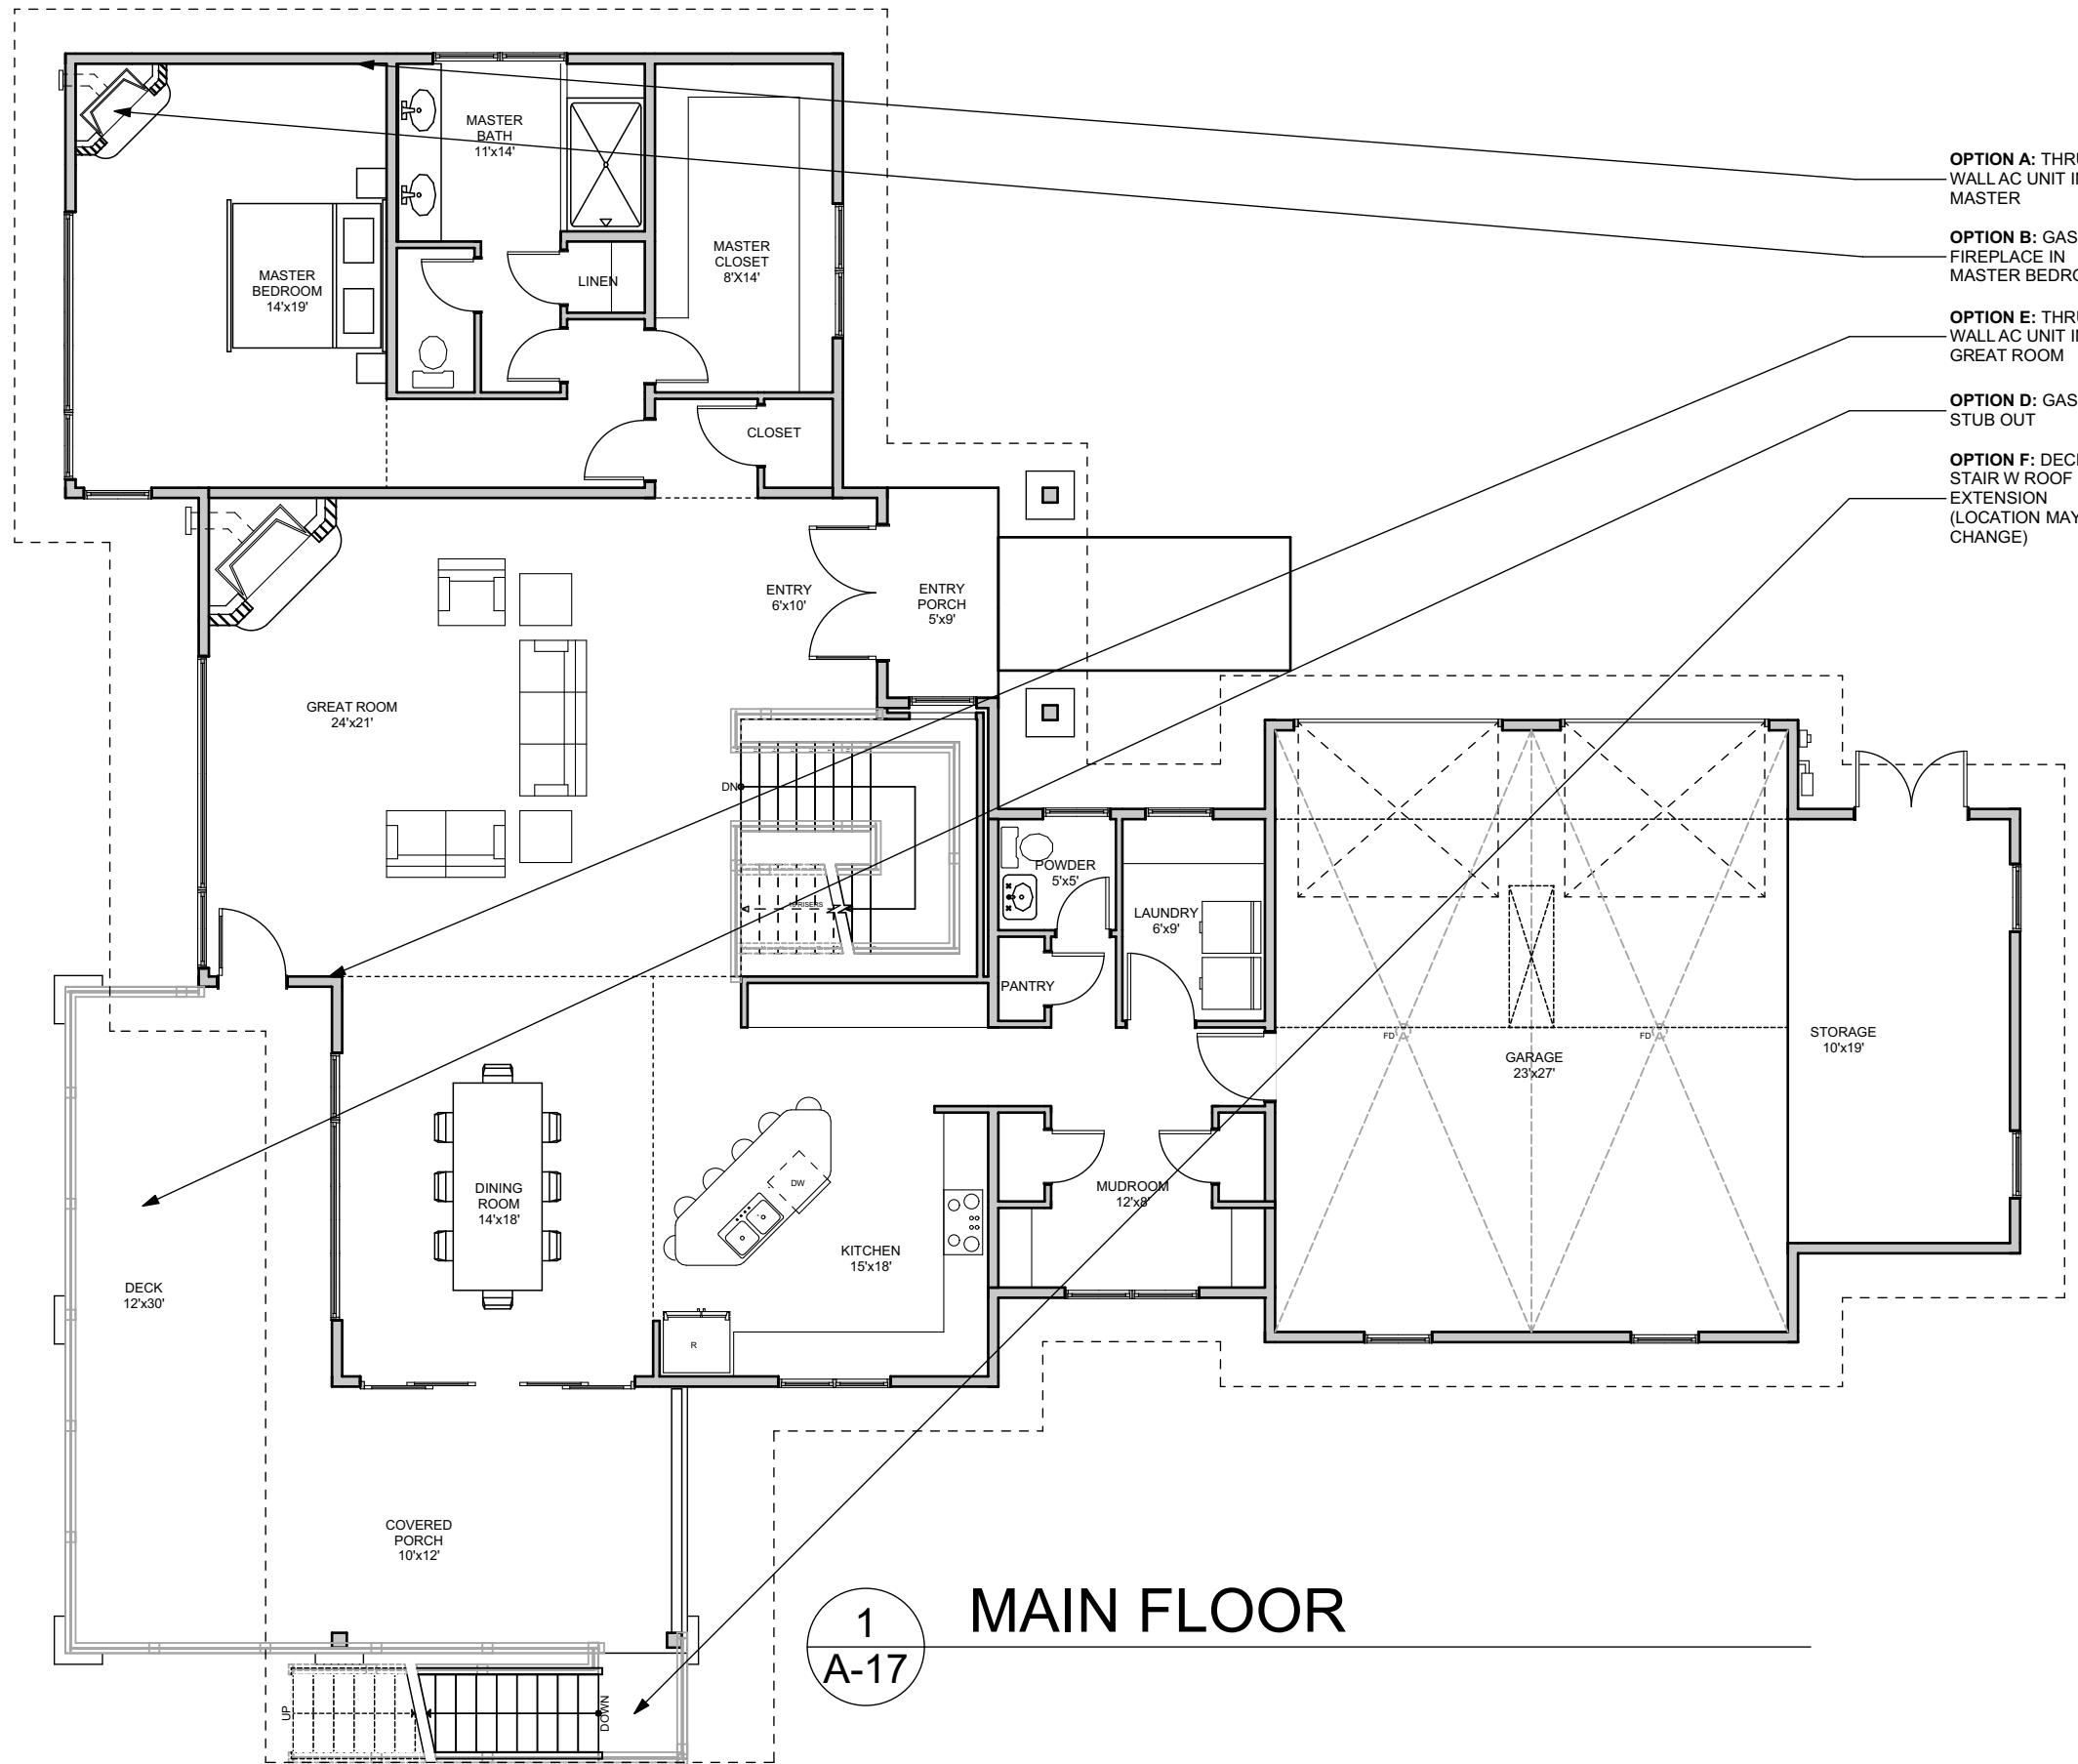 MASTER
BATH
11'x14'
OPTION A: THRU
WALL AC UNIT IN
MASTER
MASTER
BEDROOM
14'x19'
LINEN
MASTER
CLOSET
8'X14'
OPTION B: GAS
FIREPLACE IN
MASTER BEDRO
OPTION E: THRU
WALL AC UNIT IN
GREAT ROOM
CLOSET
OPTION D: GAS
STUB OUT
OPTION F: DECK
STAIR W ROOF
EXTENSION
(LOCATION MAY
CHANGE)
ENTRY
6'x10'
ENTRY
PORCH
5'x9'
GREAT ROOM
24'x21'
DN
RISERS
POWDER
5'x5'
LAUNDRY
6'x9'
PANTRY
FD
FD
GARAGE
23'x27'
STORAGE
10'x19'
DINING
ROOM
14'x18'
DW
MUDROOM
12'x8'
KITCHEN
15'x18'
DECK
12'x30'
R
COVERED
PORCH
10'x12'
UP
DOWN
1
A-17
MAIN FLOOR